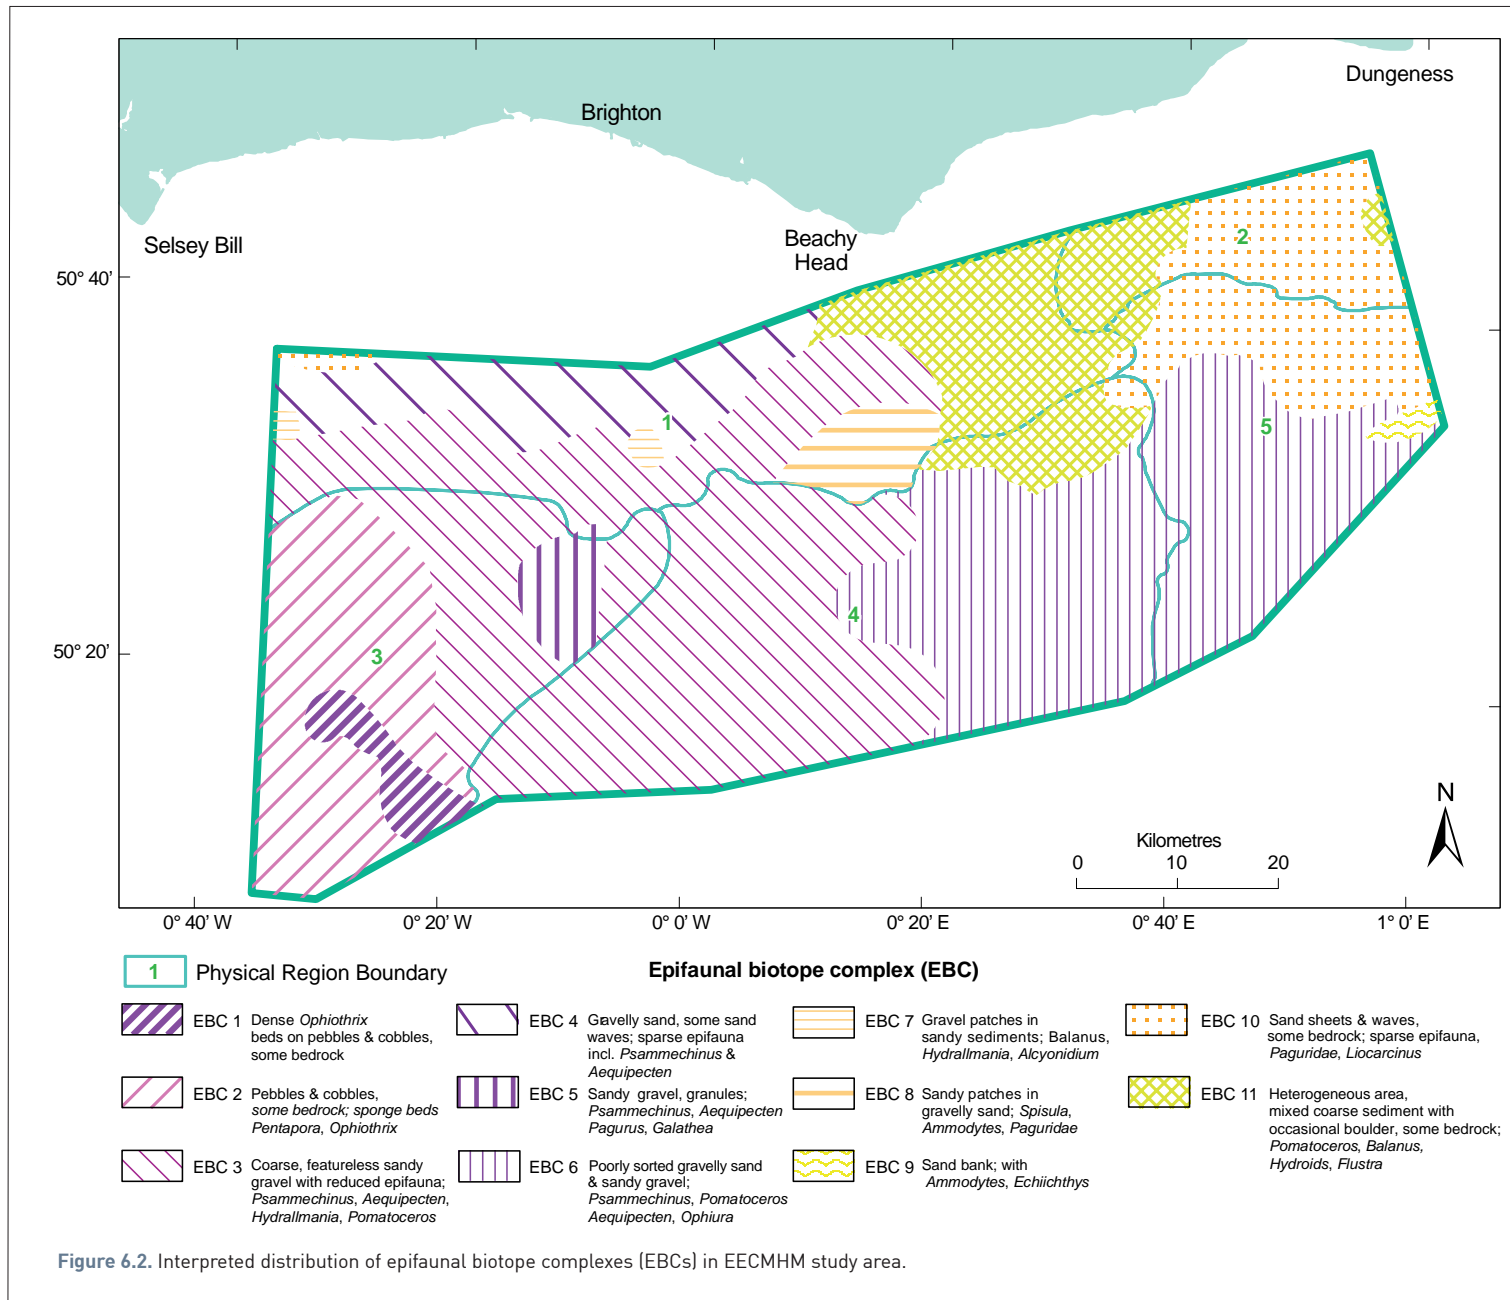 Dungeness
Brighton
Selsey Bill
Beachy
Head
50° 40’
50° 20’
2
1
5
4
3
N
Kilometres
0 10 20
0° 40’ W 0° 20’ W 0° 0’ W 0° 20’ E 0° 40’ E 1° 0’ E
1 Physical Region Boundary
Epifaunal biotope complex (EBC)
EBC 1 Dense Ophiothrix
beds on pebbles & cobbles,
some bedrock
EBC 2 Pebbles & cobbles,
some bedrock; sponge beds
Pentapora, Ophiothrix
EBC 3 Coarse, featureless sandy
gravel with reduced epifauna;
Psammechinus, Aequipecten,
Hydrallmania, Pomatoceros
EBC 4 Gravelly sand, some sand
waves; sparse epifauna
incl. Psammechinus &
Aequipecten
EBC 5 Sandy gravel, granules;
Psammechinus, Aequipecten
Pagurus, Galathea
EBC 6 Poorly sorted gravelly sand
& sandy gravel;
Psammechinus, Pomatoceros
Aequipecten, Ophiura
EBC 7 Gravel patches in
sandy sediments; Balanus,
Hydrallmania, Alcyonidium
EBC 8 Sandy patches in
gravelly sand; Spisula,
Ammodytes, Paguridae
EBC 9 Sand bank; with
Ammodytes, Echiichthys
EBC 10 Sand sheets & waves,
some bedrock; sparse epifauna,
Paguridae, Liocarcinus
EBC 11 Heterogeneous area,
mixed coarse sediment with
occasional boulder, some bedrock;
Pomatoceros, Balanus,
Hydroids, Flustra
Figure 6.2. Interpreted distribution of epifaunal biotope complexes (EBCs) in EECMHM study area.